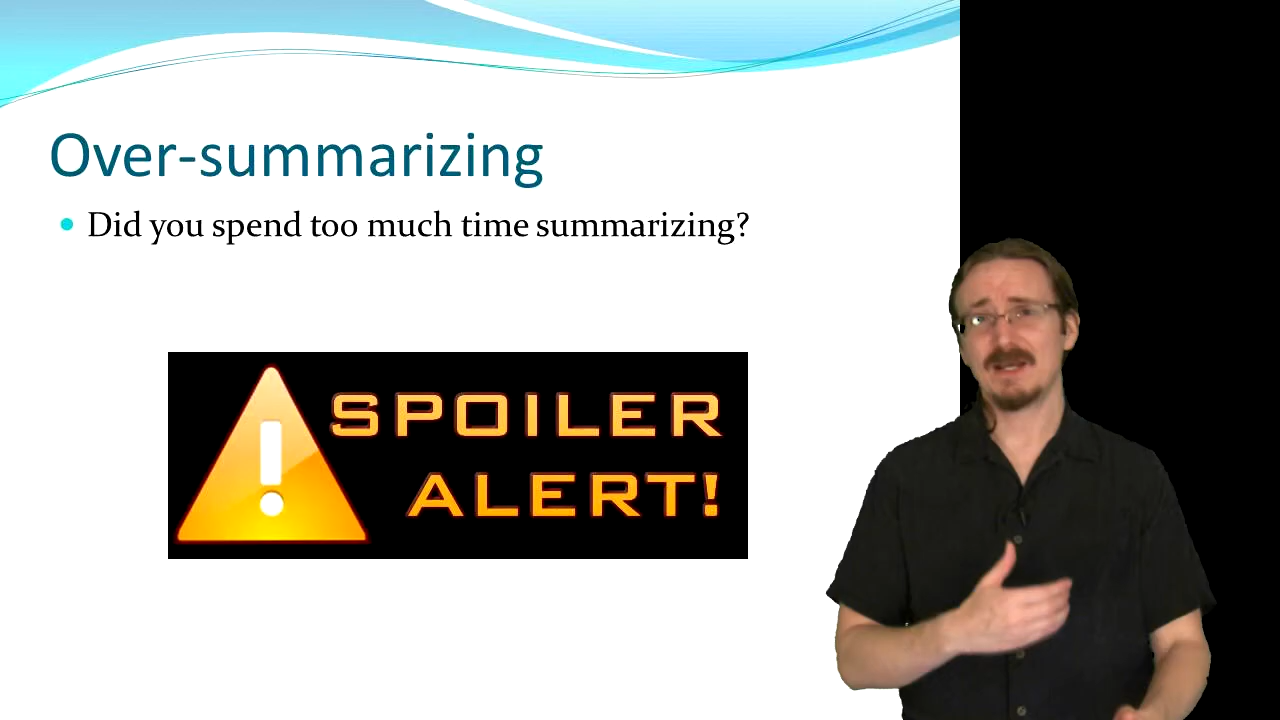 Over-summarizing
Did you spend too much time summarizing?
SPOILER
ALERT!